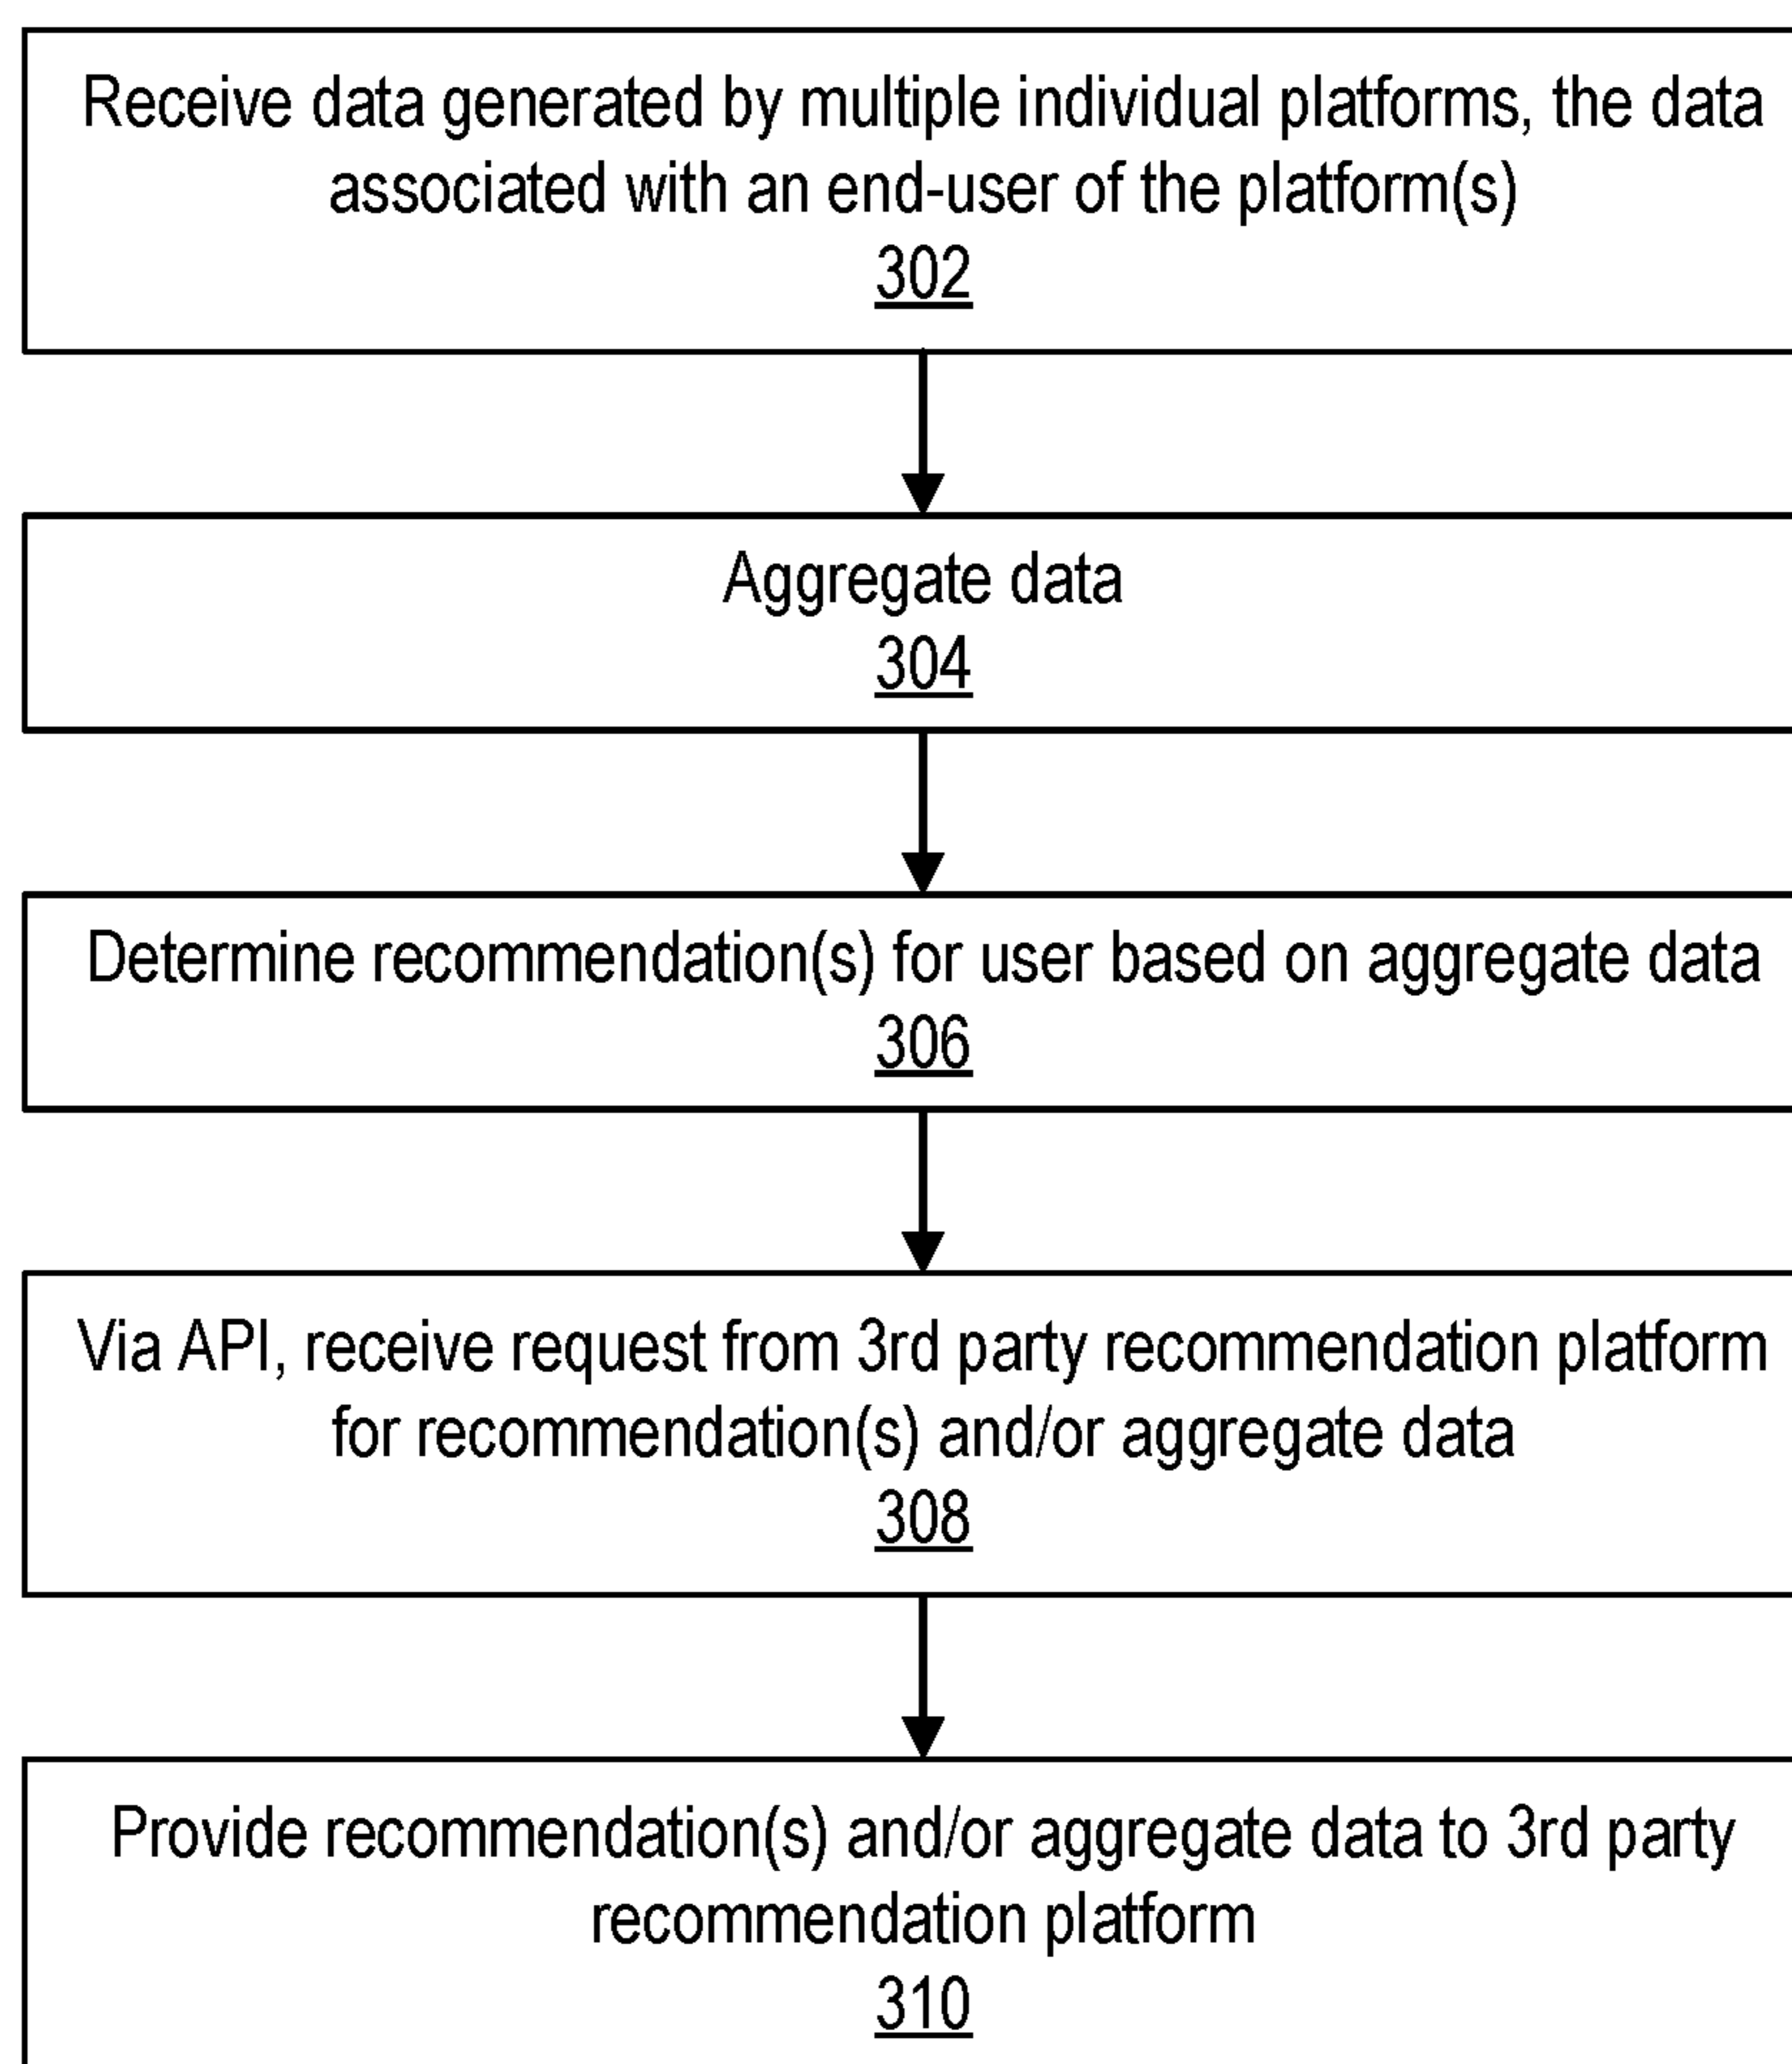 Receive data generated by multiple individual platforms, the data
associated with an end-user of the platform(s)
302
Aggregate data
304
Determine recommendation(s) for user based on aggregate data
306
Via API, receive request from 3rd party recommendation platform
for recommendation(s) and/or aggregate data
308
Provide recommendation(s) and/or aggregate data to 3rd party
recommendation platform
310